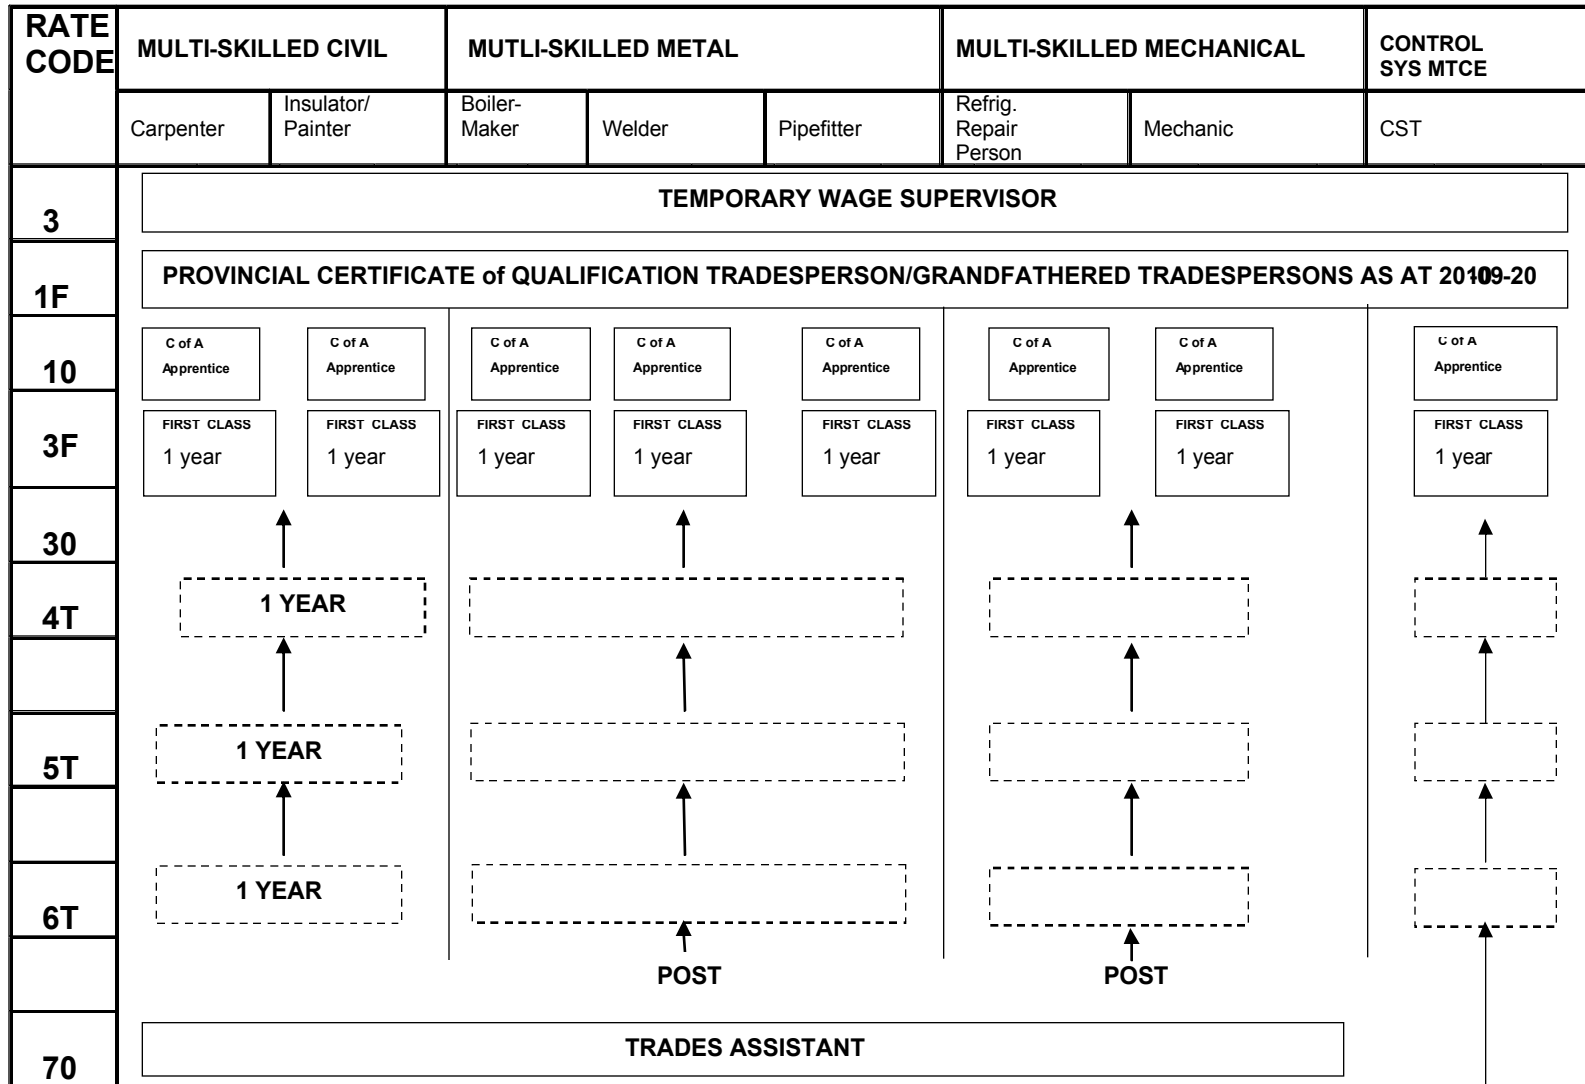 RATE CODE
MULTI-SKILLED CIVIL
MUTLI-SKILLED METAL
MULTI-SKILLED MECHANICAL
CONTROL
SYS MTCE
Carpenter
Insulator/
Painter
Boiler-
Maker
Welder
Pipefitter
Refrig.
Repair
Person
Mechanic
CST
3
TEMPORARY WAGE SUPERVISOR
1F
PROVINCIAL CERTIFICATE of QUALIFICATION TRADESPERSON/GRANDFATHERED TRADESPERSONS AS AT 2010-09-20
10
C of A
Apprentice
C of A
Apprentice
C of A
Apprentice
C of A
Apprentice
C of A
Apprentice
C of A
Apprentice
C of A
Apprentice
C of A
Apprentice
3F
FIRST CLASS
1 year
FIRST CLASS
1 year
FIRST CLASS
1 year
FIRST CLASS
1 year
FIRST CLASS
1 year
FIRST CLASS
1 year
FIRST CLASS
1 year
FIRST CLASS
1 year
30
4T
1 YEAR
5T
1 YEAR
6T
1 YEAR
POST
POST
70
TRADES ASSISTANT